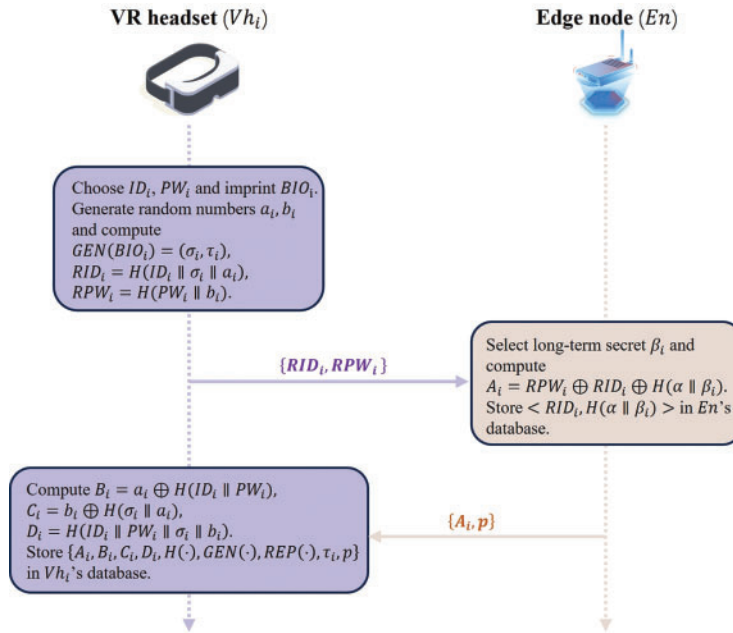 VR headset (Vhᵢ)
Edge node (En)
Choose IDᵢ, PWᵢ and imprint BIOᵢ.
Generate random numbers aᵢ, bᵢ
and compute
GEN(BIOᵢ) = (σᵢ, τᵢ),
RIDᵢ = H(IDᵢ ∥ σᵢ ∥ aᵢ),
RPWᵢ = H(PWᵢ ∥ bᵢ).
{RIDᵢ, RPWᵢ}
Select long-term secret βᵢ and
compute
Aᵢ = RPWᵢ ⊕ RIDᵢ ⊕ H(α ∥ βᵢ).
Store < RIDᵢ, H(α ∥ βᵢ) > in En's
database.
{Aᵢ, p}
Compute Bᵢ = aᵢ ⊕ H(IDᵢ ∥ PWᵢ),
Cᵢ = bᵢ ⊕ H(σᵢ ∥ aᵢ),
Dᵢ = H(IDᵢ ∥ PWᵢ ∥ σᵢ ∥ bᵢ).
Store {Aᵢ, Bᵢ, Cᵢ, Dᵢ, H(·), GEN(·), REP(·), τᵢ, p}
in Vhᵢ's database.